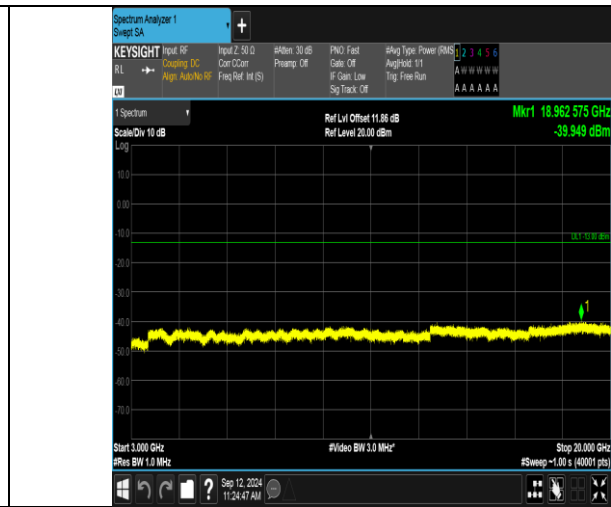 Spectrum Analyzer 1
Swept SA
+
KEYSIGHT Input: RF Input Z: 50 Ω #Atten: 30 dB PNO: Fast #Avg Type: Power (RMS 1 2 3 4 5 6
RL Coupling: DC Corr CCorr Preamp: Off Gate: Off Avg|Hold: 1/1 A W W W W W
Align: Auto/No RF Freq Ref: Int (S) IF Gain: Low Trig: Free Run
Sig Track: Off A A A A A A
LXI
1 Spectrum Ref Lvl Offset 11.86 dB Mkr1 18.962 575 GHz
Scale/Div 10 dB Ref Level 20.00 dBm -39.949 dBm
Log
10.0
0.00
-10.0 DL1 -13.00 dBm
-20.0
-30.0
1
-40.0
-50.0
-60.0
-70.0
Start 3.000 GHz #Video BW 3.0 MHz* Stop 20.000 GHz
#Res BW 1.0 MHz #Sweep ~1.00 s (40001 pts)
? Sep 12, 2024
11:24:47 AM